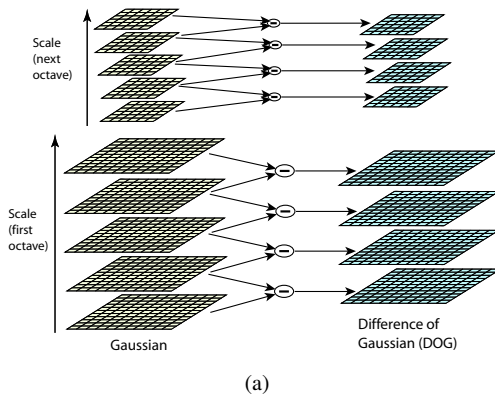 Scale
(next
octave)
Scale
(first
octave)
Gaussian
Difference of
Gaussian (DOG)
(a)